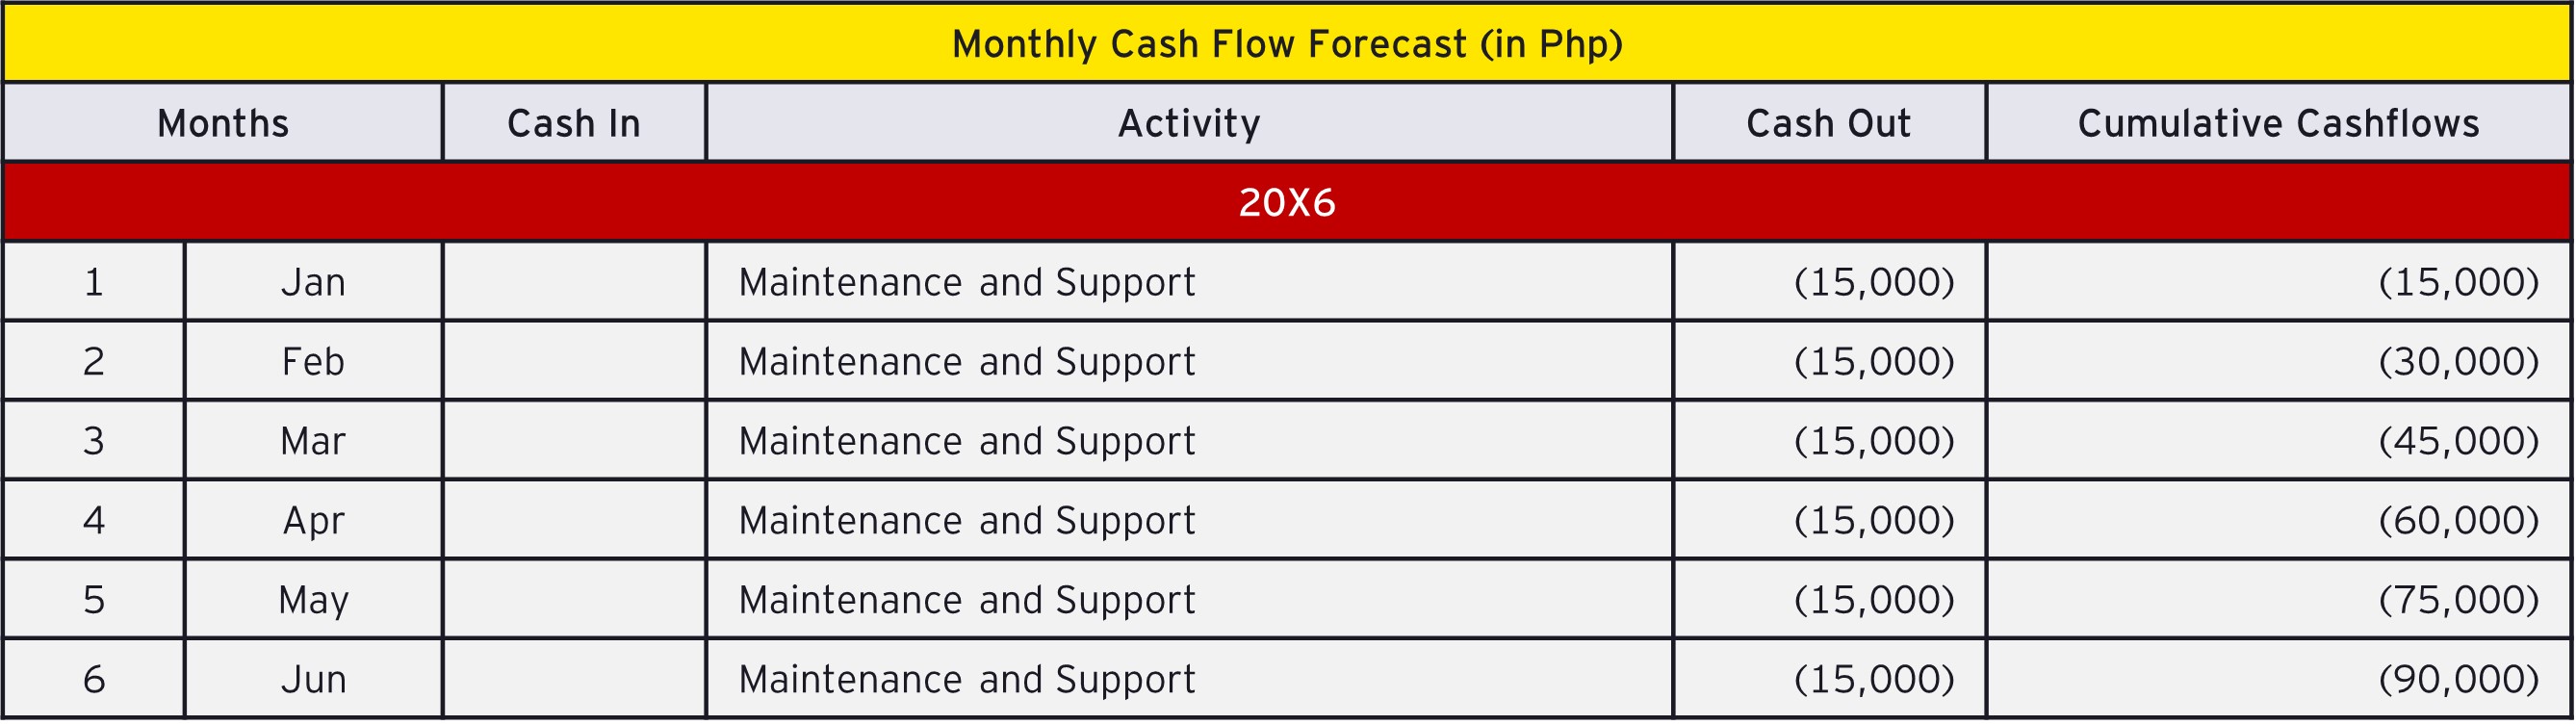 Monthly Cash Flow Forecast (in Php)
Months Cash In Activity Cash Out Cumulative Cashflows
20X6
1 Jan Maintenance and Support (15,000) (15,000)
2 Feb Maintenance and Support (15,000) (30,000)
3 Mar Maintenance and Support (15,000) (45,000)
4 Apr Maintenance and Support (15,000) (60,000)
5 May Maintenance and Support (15,000) (75,000)
6 Jun Maintenance and Support (15,000) (90,000)